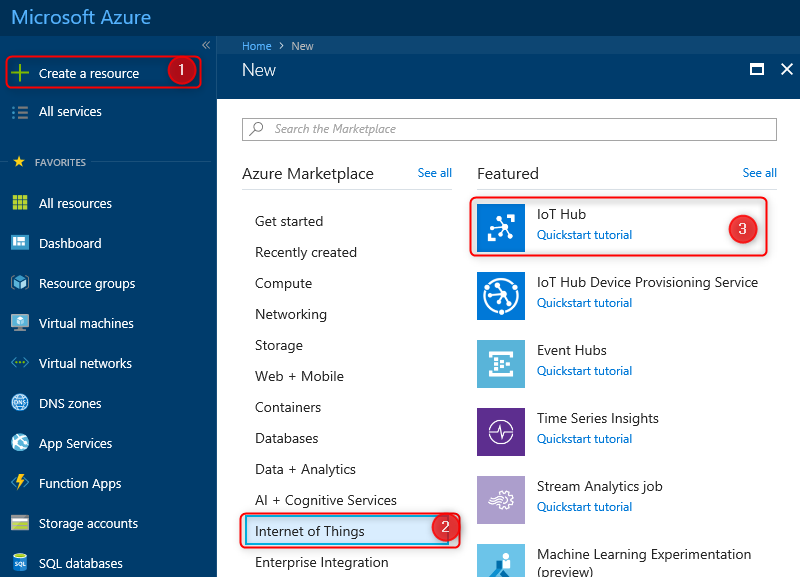 Microsoft Azure
«
Create a resource
1
All services
FAVORITES
All resources
Dashboard
Resource groups
Virtual machines
Virtual networks
DNS zones
App Services
Function Apps
Storage accounts
SQL databases
Home > New
New
Search the Marketplace
Azure Marketplace
See all
Get started
Recently created
Compute
Networking
Storage
Web + Mobile
Containers
Databases
Data + Analytics
AI + Cognitive Services
Internet of Things
2
Enterprise Integration
Featured
See all
IoT Hub
Quickstart tutorial
3
IoT Hub Device Provisioning Service
Quickstart tutorial
Event Hubs
Quickstart tutorial
Time Series Insights
Quickstart tutorial
Stream Analytics job
Quickstart tutorial
Machine Learning Experimentation
(preview)